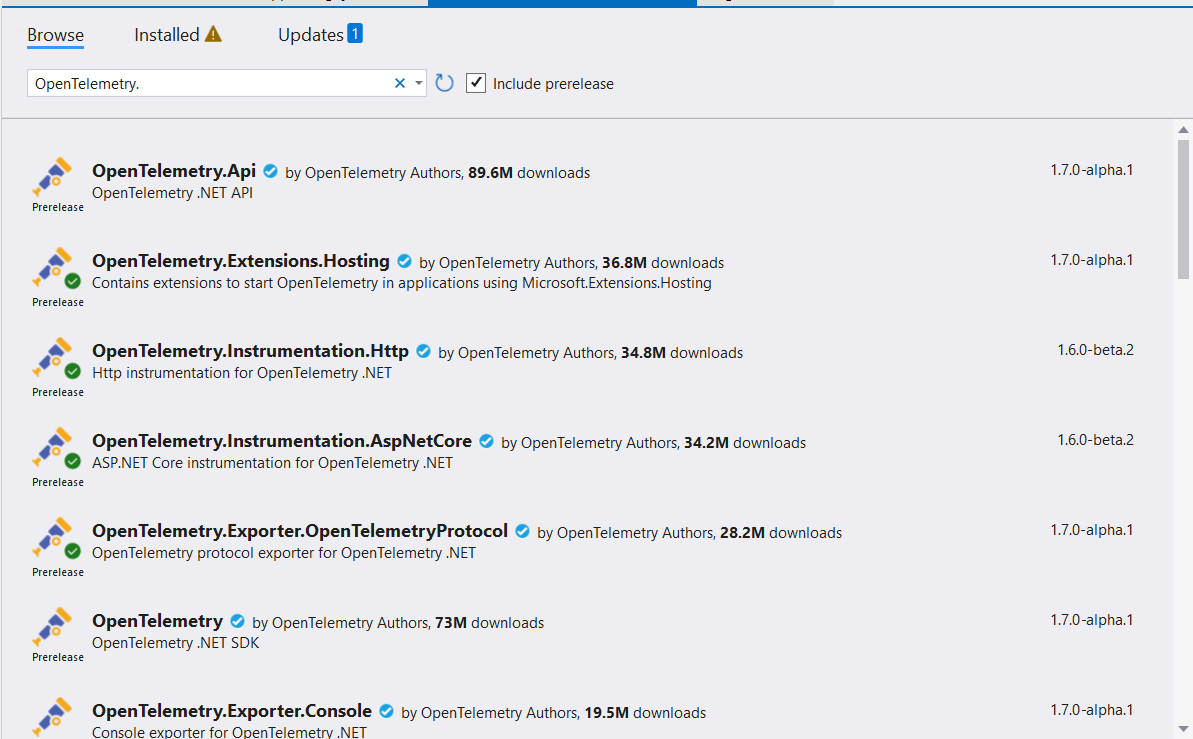 Browse
Installed
Updates 1
OpenTelemetry.
Include prerelease
OpenTelemetry.Api by OpenTelemetry Authors, 89.6M downloads 1.7.0-alpha.1
OpenTelemetry .NET API
Prerelease
OpenTelemetry.Extensions.Hosting by OpenTelemetry Authors, 36.8M downloads 1.7.0-alpha.1
Contains extensions to start OpenTelemetry in applications using Microsoft.Extensions.Hosting
Prerelease
OpenTelemetry.Instrumentation.Http by OpenTelemetry Authors, 34.8M downloads 1.6.0-beta.2
Http instrumentation for OpenTelemetry .NET
Prerelease
OpenTelemetry.Instrumentation.AspNetCore by OpenTelemetry Authors, 34.2M downloads 1.6.0-beta.2
ASP.NET Core instrumentation for OpenTelemetry .NET
Prerelease
OpenTelemetry.Exporter.OpenTelemetryProtocol by OpenTelemetry Authors, 28.2M downloads 1.7.0-alpha.1
OpenTelemetry protocol exporter for OpenTelemetry .NET
Prerelease
OpenTelemetry by OpenTelemetry Authors, 73M downloads 1.7.0-alpha.1
OpenTelemetry .NET SDK
Prerelease
OpenTelemetry.Exporter.Console by OpenTelemetry Authors, 19.5M downloads 1.7.0-alpha.1
Console exporter for OpenTelemetry .NET